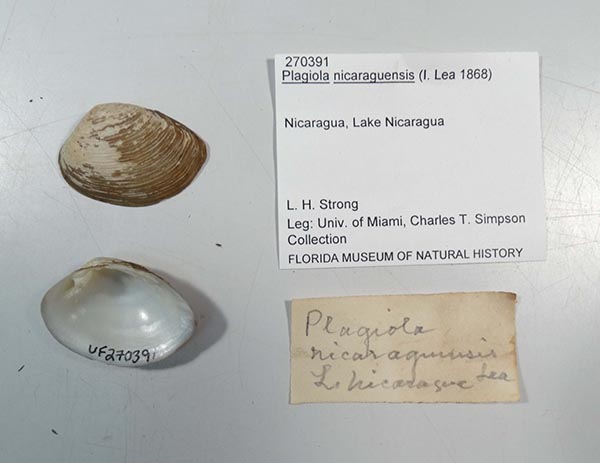 270391
Plagiola nicaraguensis (I. Lea 1868)
Nicaragua, Lake Nicaragua
L. H. Strong
Leg: Univ. of Miami, Charles T. Simpson
Collection
FLORIDA MUSEUM OF NATURAL HISTORY
UF270391
Plagiola
nicaraguensis
Lea
L. Nicaragua